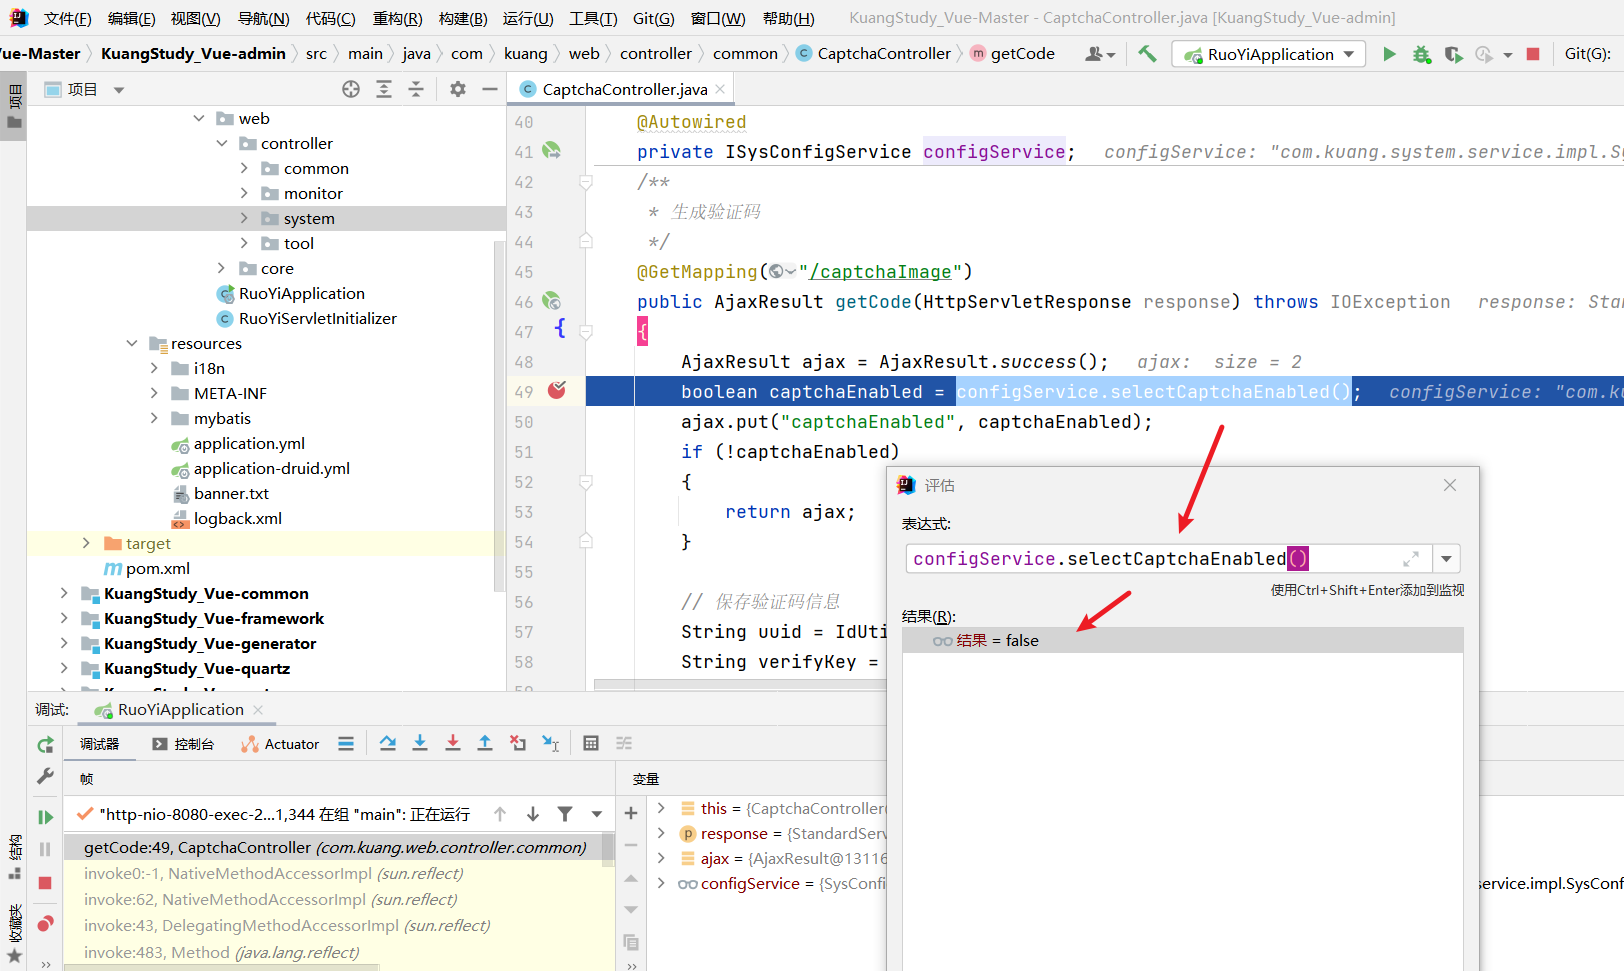 文件(F) 编辑(E) 视图(V) 导航(N) 代码(C) 重构(R) 构建(B) 运行(U) 工具(T) Git(G) 窗口(W) 帮助(H) KuangStudy_Vue-Master - CaptchaController.java [KuangStudy_Vue-admin]
'ue-Master KuangStudy_Vue-admin src main java com kuang web controller common CaptchaController getCode RuoYiApplication Git(G):
项目
项目
web
controller
common
monitor
system
tool
core
RuoYiApplication
RuoYiServletInitializer
resources
i18n
META-INF
mybatis
application.yml
application-druid.yml
banner.txt
logback.xml
target
pom.xml
KuangStudy_Vue-common
KuangStudy_Vue-framework
KuangStudy_Vue-generator
KuangStudy_Vue-quartz
CaptchaController.java
40 @Autowired
41 private ISysConfigService configService; configService: "com.kuang.system.service.impl.Sy
42 /**
43 * 生成验证码
44 */
45 @GetMapping("/captchaImage")
46 public AjaxResult getCode(HttpServletResponse response) throws IOException response: Stan
47 {
48 AjaxResult ajax = AjaxResult.success(); ajax: size = 2
49 boolean captchaEnabled = configService.selectCaptchaEnabled(); configService: "com.ku
50 ajax.put("captchaEnabled", captchaEnabled);
51 if (!captchaEnabled)
52 {
53 return ajax;
54 }
55
56 // 保存验证码信息
57 String uuid = IdUti
58 String verifyKey =
评估
表达式:
configService.selectCaptchaEnabled()
使用Ctrl+Shift+Enter添加到监视
结果(R):
结果 = false
调试: RuoYiApplication
调试器 控制台 Actuator
帧
变量
"http-nio-8080-exec-2...1,344 在组 "main": 正在运行
getCode:49, CaptchaController (com.kuang.web.controller.common)
invoke0:-1, NativeMethodAccessorImpl (sun.reflect)
invoke:62, NativeMethodAccessorImpl (sun.reflect)
invoke:43, DelegatingMethodAccessorImpl (sun.reflect)
invoke:483, Method (java.lang.reflect)
this = {CaptchaController
response = {StandardServ
ajax = {AjaxResult@13116
configService = {SysConfi
service.impl.SysConf
结构
收藏夹